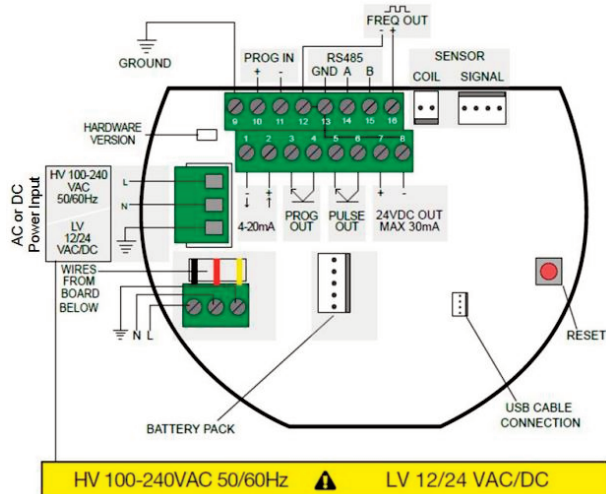 FREQ OUT
- +
PROG IN
+ -
RS485
GND A B
SENSOR
COIL SIGNAL
GROUND
9 10 11 12 13 14 15 16
HARDWARE
VERSION
1 2 3 4 5 6 7 8
AC or DC
Power Input
HV 100-240
VAC
50/60Hz
LV
12/24
VAC/DC
L
N
- + + -
4-20mA
PROG
OUT
PULSE
OUT
24VDC OUT
MAX 30mA
WIRES
FROM
BOARD
BELOW
N L
RESET
BATTERY PACK
USB CABLE
CONNECTION
HV 100-240VAC 50/60Hz LV 12/24 VAC/DC